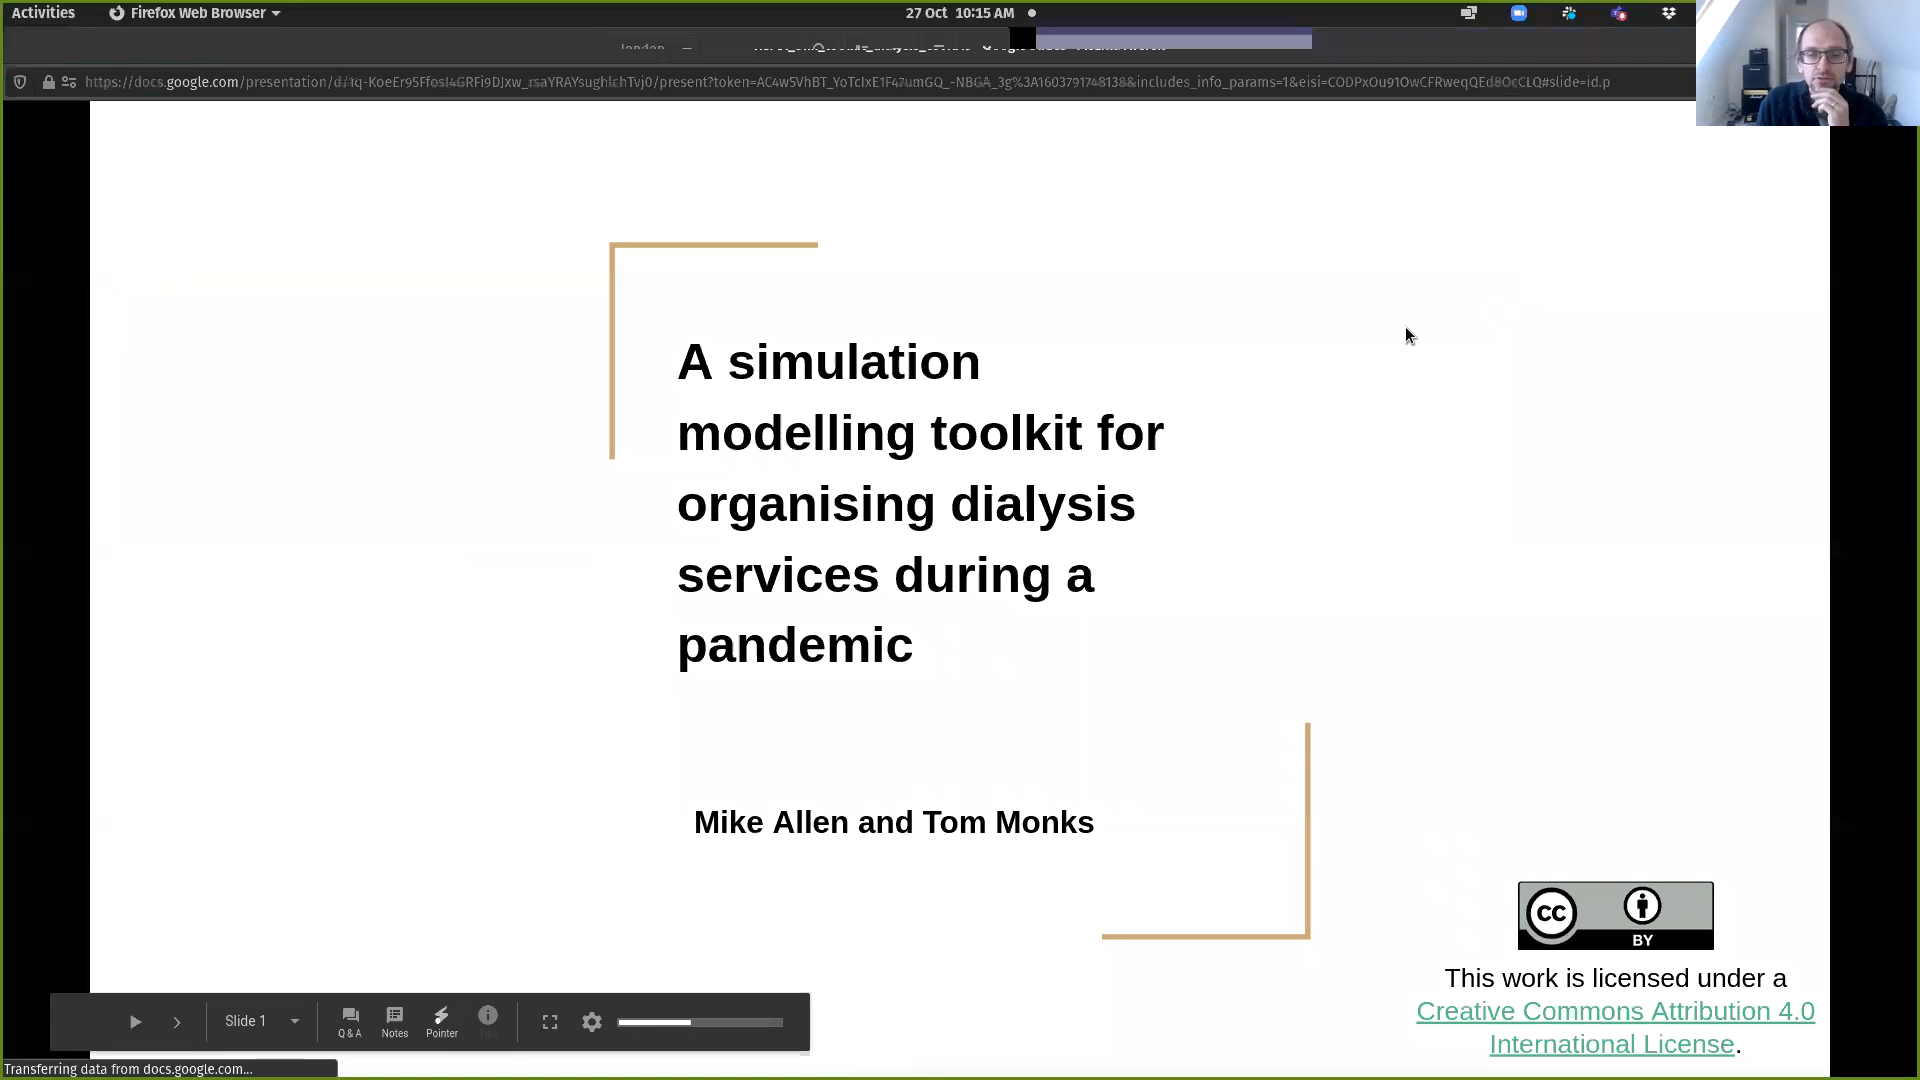 Activities
Firefox Web Browser
27 Oct 10:15 AM
A simulation
modelling toolkit for
organising dialysis
services during a
pandemic
Mike Allen and Tom Monks
CC
BY
This work is licensed under a
Creative Commons Attribution 4.0
International License.
Slide 1
Q & A
Notes
Pointer
Transferring data from docs.google.com...